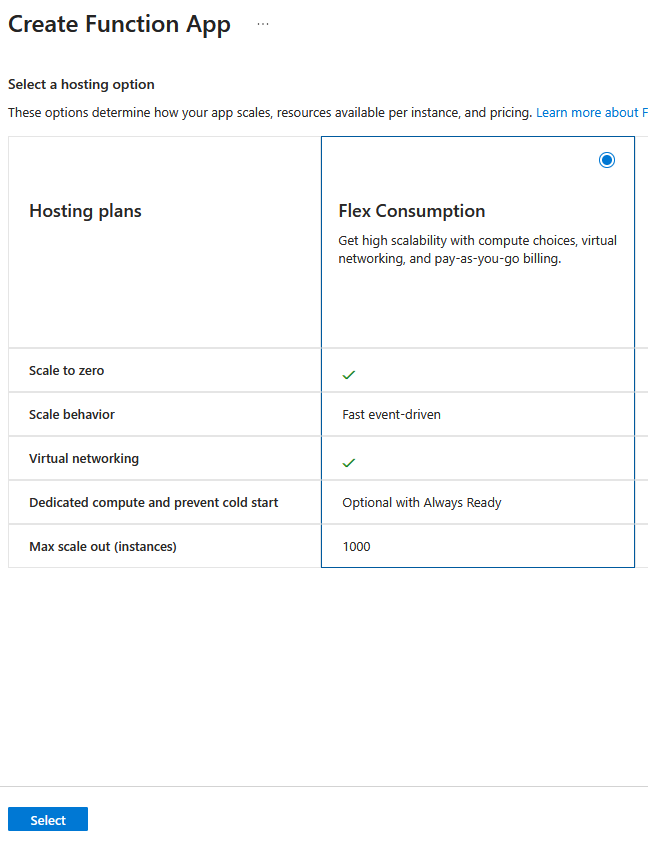 Create Function App ...
Select a hosting option
These options determine how your app scales, resources available per instance, and pricing. Learn more about F
Hosting plans
Flex Consumption
Get high scalability with compute choices, virtual
networking, and pay-as-you-go billing.
Scale to zero
Scale behavior Fast event-driven
Virtual networking
Dedicated compute and prevent cold start Optional with Always Ready
Max scale out (instances) 1000
Select